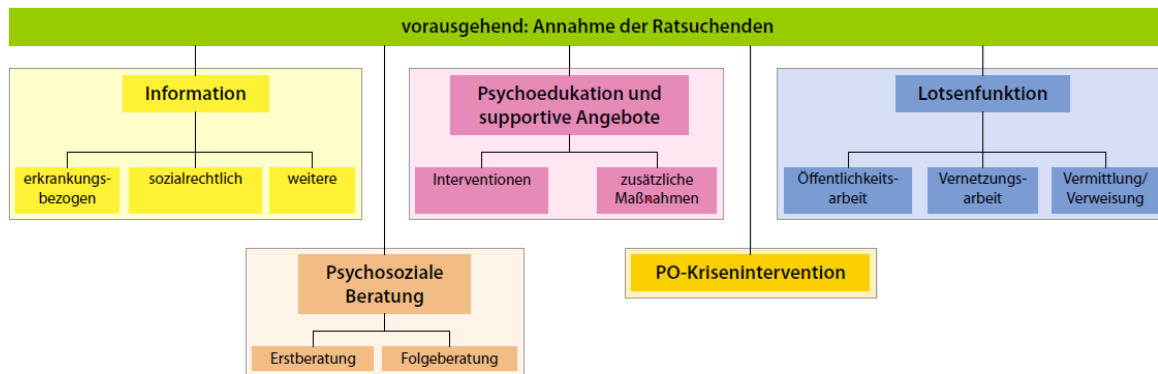 vorausgehend: Annahme der Ratsuchenden
Information
erkrankungs-
bezogen
sozialrechtlich
weitere
Psychoedukation und
supportive Angebote
Interventionen
zusätzliche
Maßnahmen
Lotsenfunktion
Öffentlichkeits-
arbeit
Vernetzungs-
arbeit
Vermittlung/
Verweisung
Psychosoziale
Beratung
Erstberatung
Folgeberatung
PO-Krisenintervention